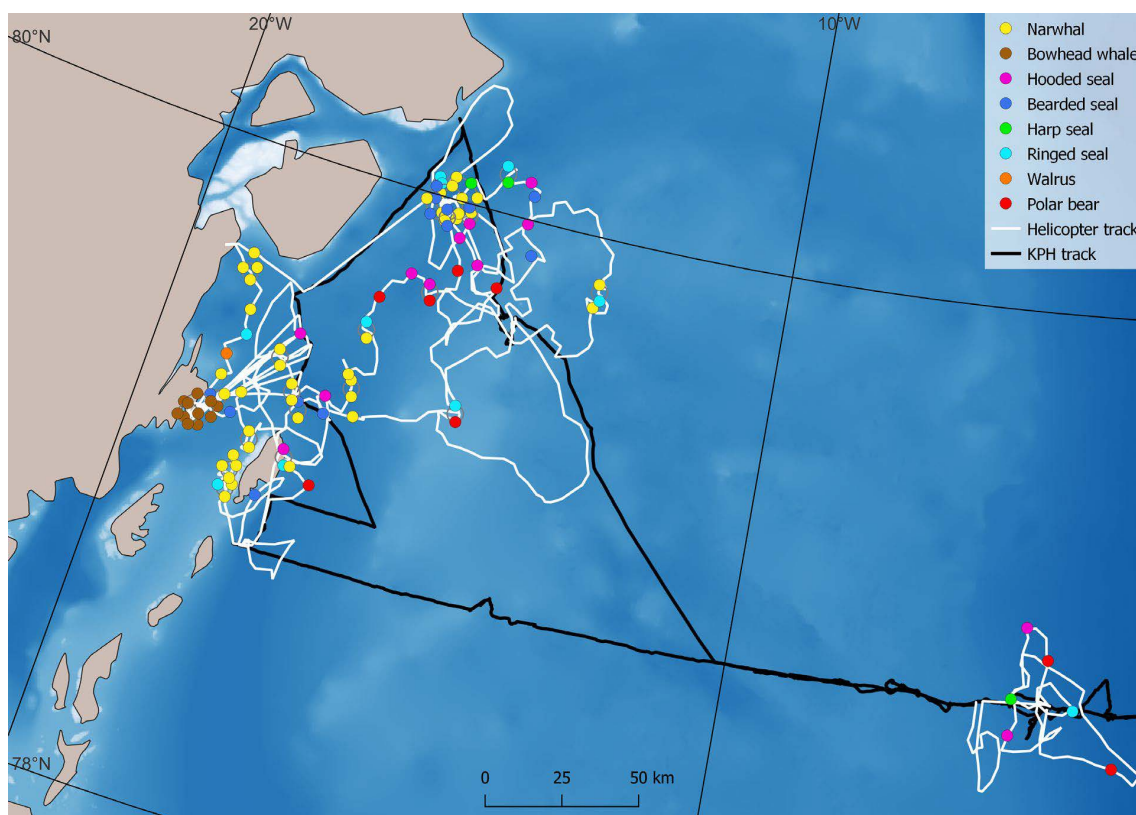 80°N
20°W
10°W
Narwhal
Bowhead whale
Hooded seal
Bearded seal
Harp seal
Ringed seal
Walrus
Polar bear
Helicopter track
KPH track
78°N
0 25 50 km